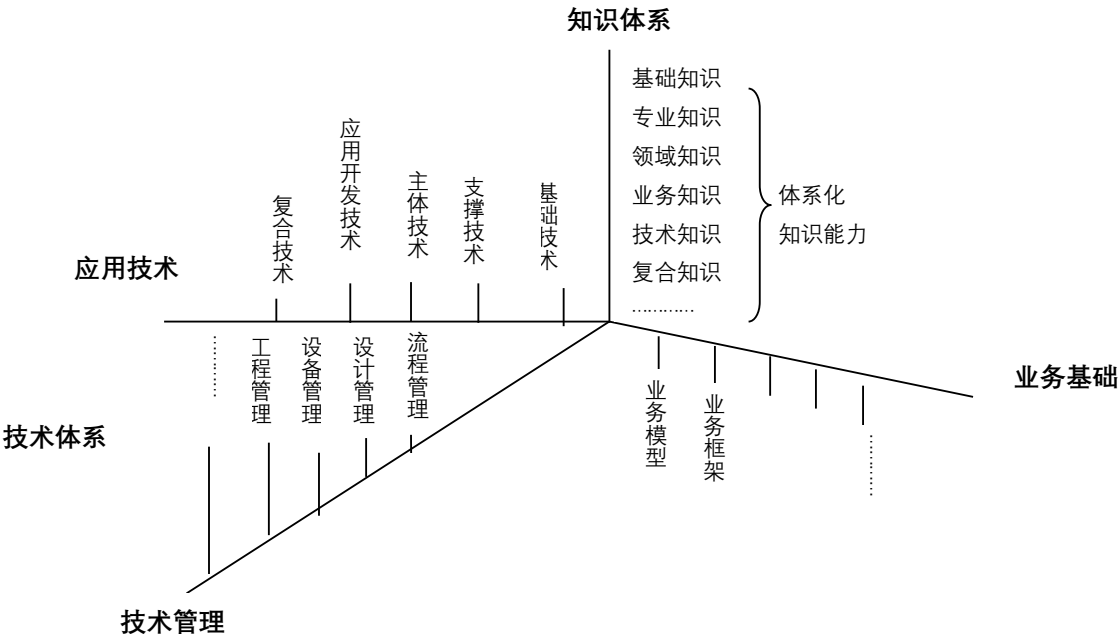 知识体系
基础知识
专业知识
领域知识
业务知识
技术知识
复合知识
…………
体系化
知识能力
应用技术
复合技术
应用开发技术
主体技术
支撑技术
基础技术
………
工程管理
设备管理
设计管理
流程管理
技术体系
技术管理
业务基础
业务模型
业务框架
………